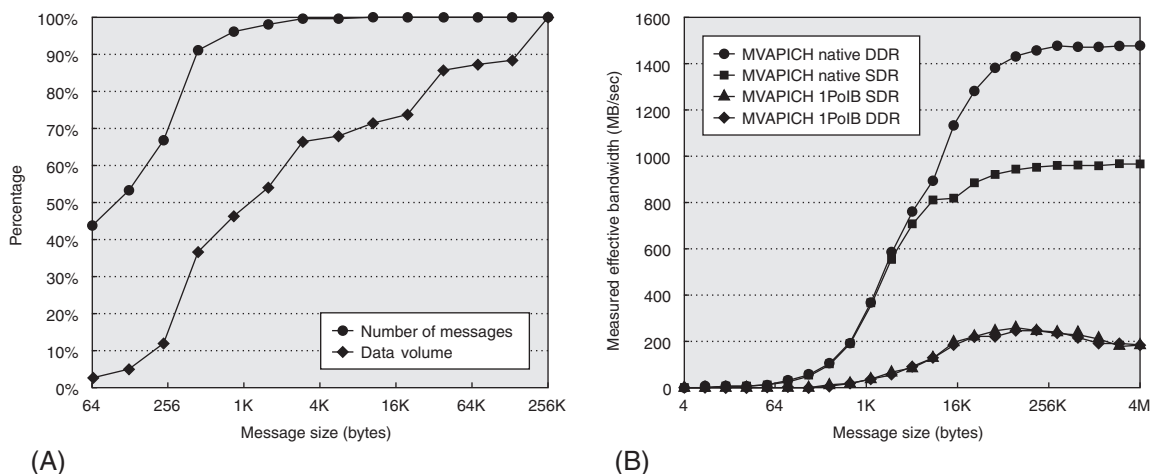 100%
90%
80%
70%
60%
50%
40%
30%
20%
10%
0%
Percentage
Number of messages
Data volume
64
256
1K
4K
16K
64K
256K
Message size (bytes)
(A)
1600
1400
1200
1000
800
600
400
200
0
Measured effective bandwidth (MB/sec)
MVAPICH native DDR
MVAPICH native SDR
MVAPICH 1PoIB SDR
MVAPICH 1PoIB DDR
4
64
1K
16K
256K
4M
Message size (bytes)
(B)